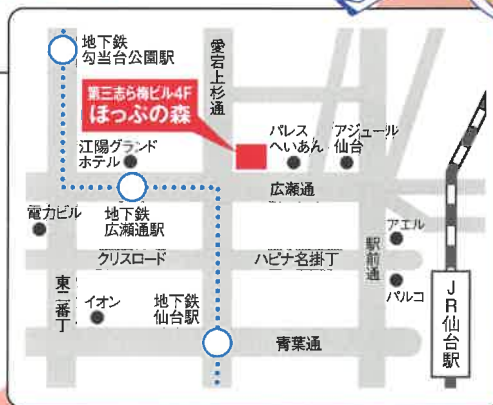 地下鉄
勾当台公園駅
愛宕上杉通
第三志ら梅ビル4F
ほっぷの森
パレス
へいあん
アジュール
仙台
江陽グランド
ホテル
広瀬通
電力ビル
地下鉄
広瀬通駅
アエル
クリスロード
ハピナ名掛丁
駅前通
東二番丁
イオン
地下鉄
仙台駅
パルコ
JR仙台駅
青葉通